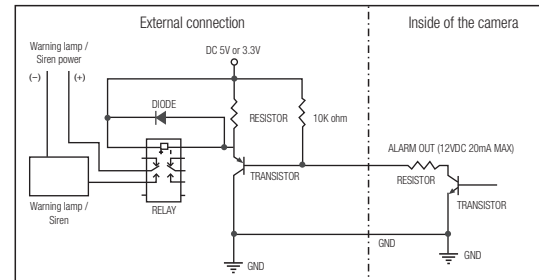 External connection
Inside of the camera
Warning lamp /
Siren power
(−)
(+)
DC 5V or 3.3V
DIODE
RESISTOR
10K ohm
ALARM OUT (12VDC 20mA MAX)
RESISTOR
TRANSISTOR
TRANSISTOR
Warning lamp /
Siren
RELAY
GND
GND
GND